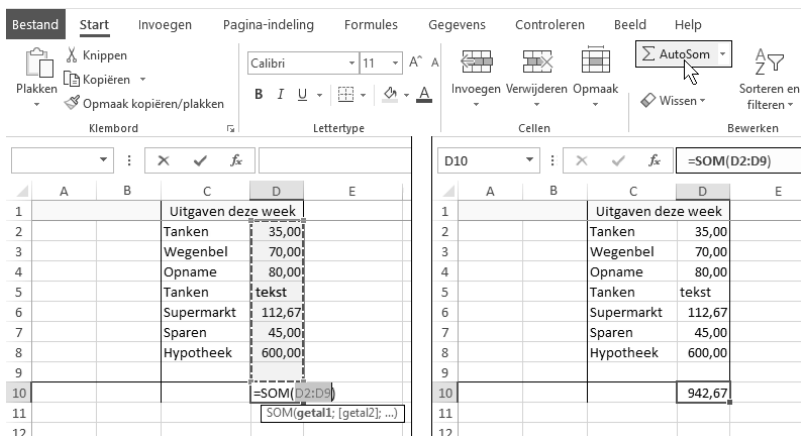 Bestand Start Invoegen Pagina-indeling Formules Gegevens Controleren Beeld Help
Plakken
Knippen
Kopiëren
Opmaak kopiëren/plakken
Klembord
Calibri 11 A^ A
B I U A
Lettertype
Invoegen Verwijderen Opmaak
Cellen
∑ AutoSom
Wissen
A Z
Sorteren en
filteren
Bewerken
fx
A B C D E
1 Uitgaven deze week
2 Tanken 35,00
3 Wegenbel 70,00
4 Opname 80,00
5 Tanken tekst
6 Supermarkt 112,67
7 Sparen 45,00
8 Hypotheek 600,00
9
10 =SOM(D2:D9)
11 SOM(getal1; [getal2]; ...)
12
D10 fx =SOM(D2:D9)
A B C D E
1 Uitgaven deze week
2 Tanken 35,00
3 Wegenbel 70,00
4 Opname 80,00
5 Tanken tekst
6 Supermarkt 112,67
7 Sparen 45,00
8 Hypotheek 600,00
9
10 942,67
11
12